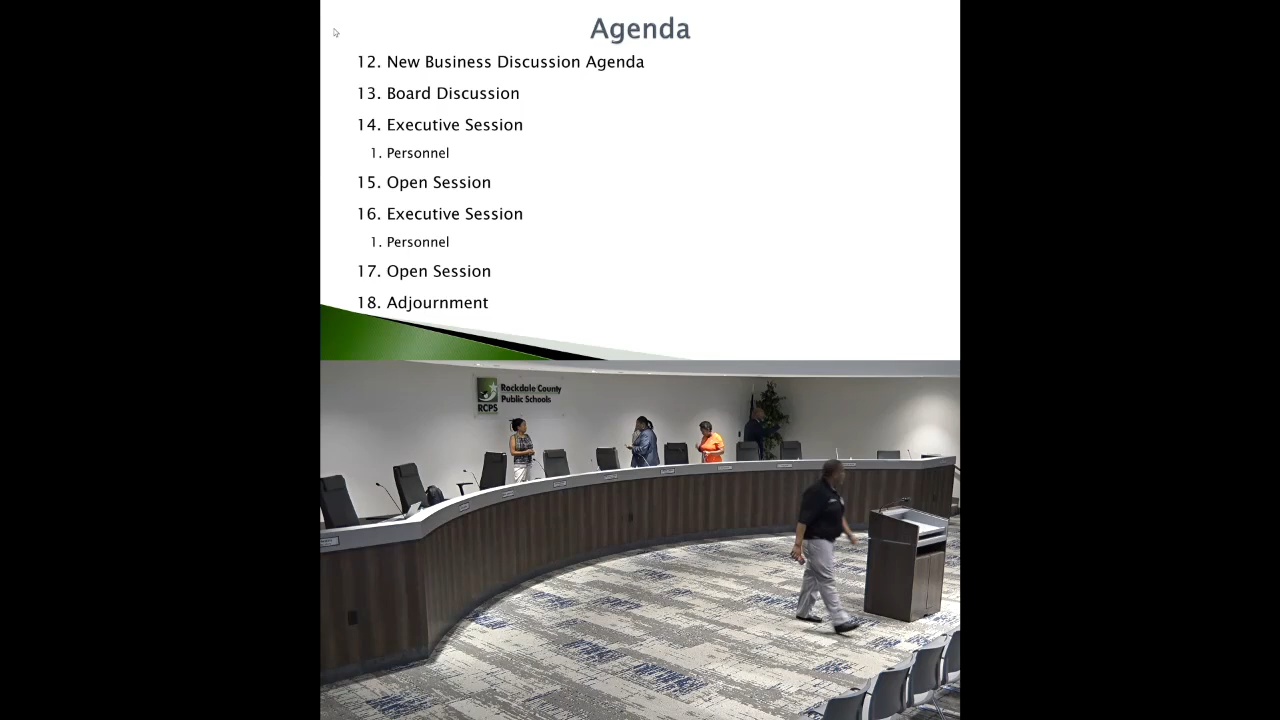 Agenda
12. New Business Discussion Agenda
13. Board Discussion
14. Executive Session
1. Personnel
15. Open Session
16. Executive Session
1. Personnel
17. Open Session
18. Adjournment
Rockdale County
Public Schools
RCPS